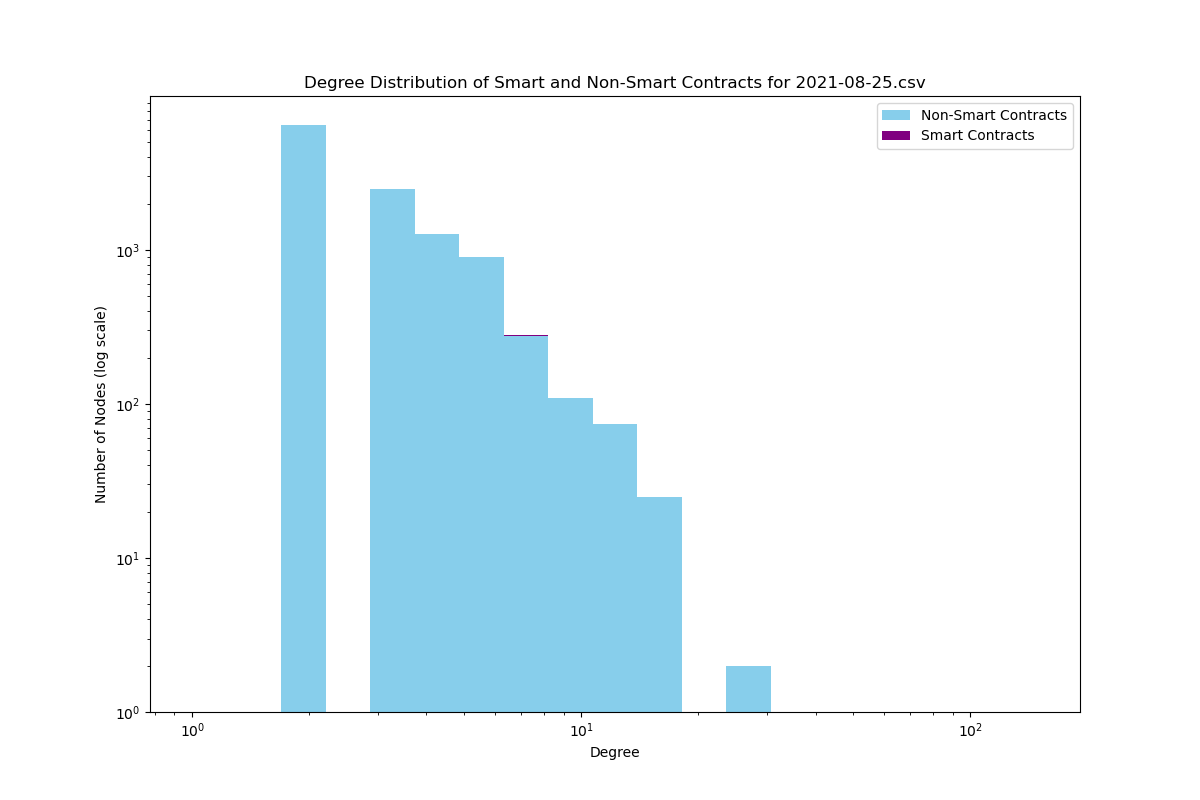 Degree Distribution of Smart and Non-Smart Contracts for 2021-08-25.csv
Non-Smart Contracts
Smart Contracts
Number of Nodes (log scale)
10³
10²
10¹
10⁰
10⁰ 10¹ 10²
Degree